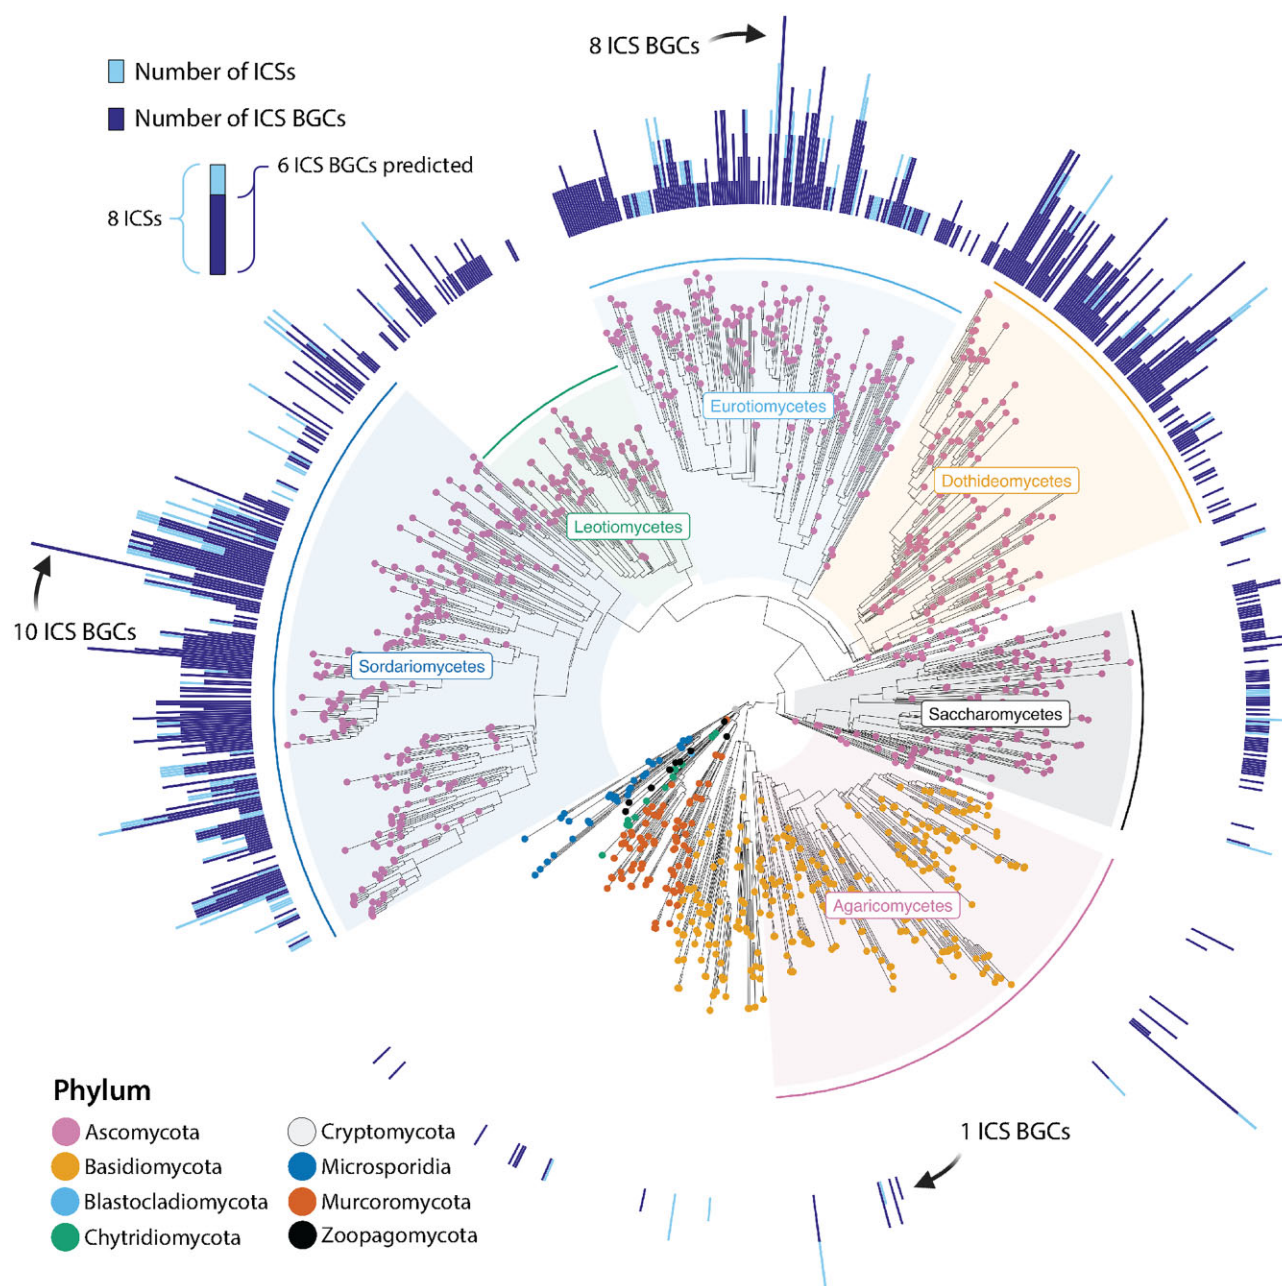 8 ICS BGCs
Number of ICSs
Number of ICS BGCs
6 ICS BGCs predicted
8 ICSs
Eurotiomycetes
Dothideomycetes
Leotiomycetes
10 ICS BGCs
Sordariomycetes
Saccharomycetes
Agaricomycetes
1 ICS BGCs
Phylum
Ascomycota
Basidiomycota
Blastocladiomycota
Chytridiomycota
Cryptomycota
Microsporidia
Murcoromycota
Zoopagomycota